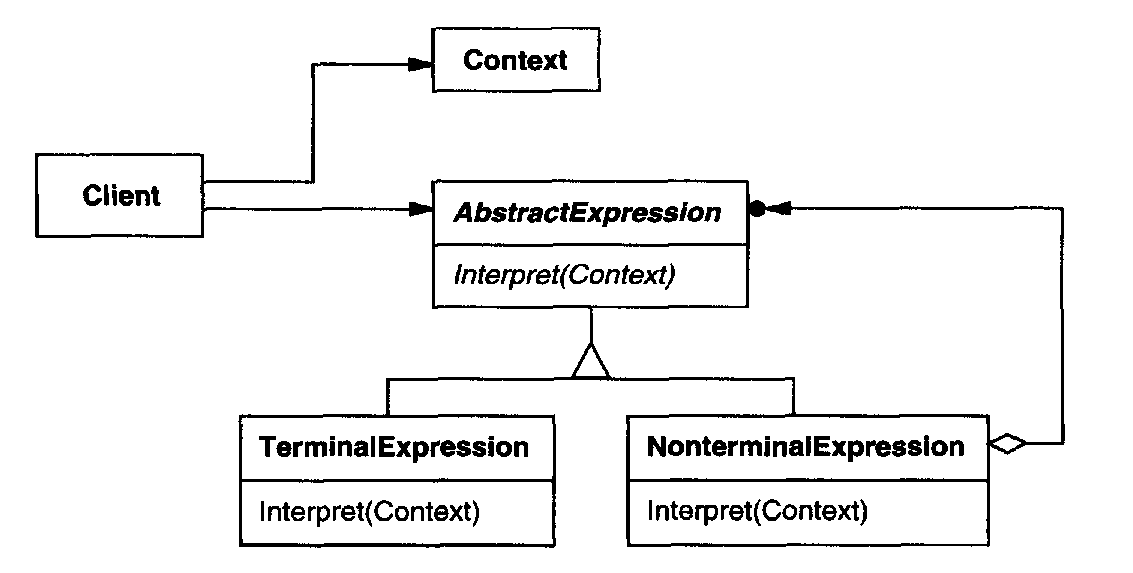 Context
Client
AbstractExpression
Interpret(Context)
TerminalExpression
Interpret(Context)
NonterminalExpression
Interpret(Context)